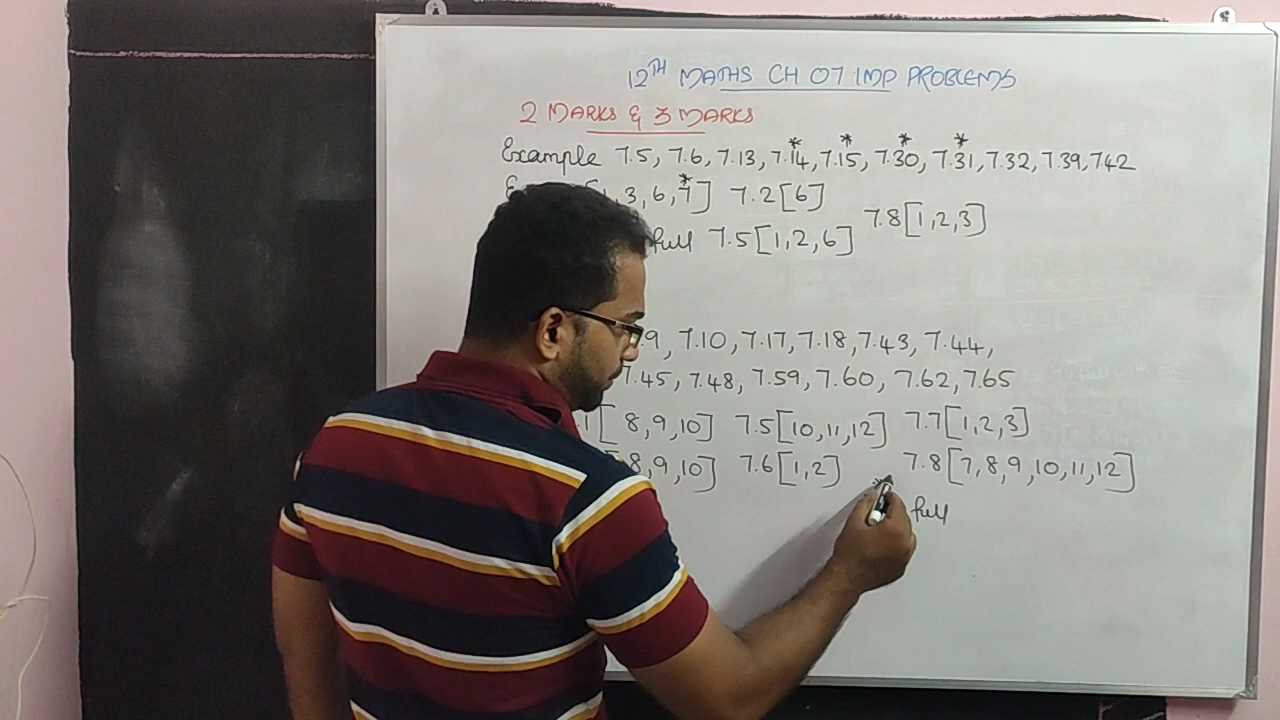 12TH MATHS CH 07 IMP PROBLEMS
2 MARKS & 3 MARKS
Example 7.5, 7.6, 7.13, 7.14*, 7.15*, 7.30*, 7.31*, 7.32, 7.39, 742
3, 6, 7*] 7.2[6]
full 7.5[1,2,6] 7.8[1,2,3]
9, 7.10, 7.17, 7.18, 7.43, 7.44,
7.45, 7.48, 7.59, 7.60, 7.62, 7.65
1[ 8,9,10] 7.5[10,11,12] 7.7[1,2,3]
[8,9,10] 7.6[1,2] 7.8[7,8,9,10,11,12]
* full